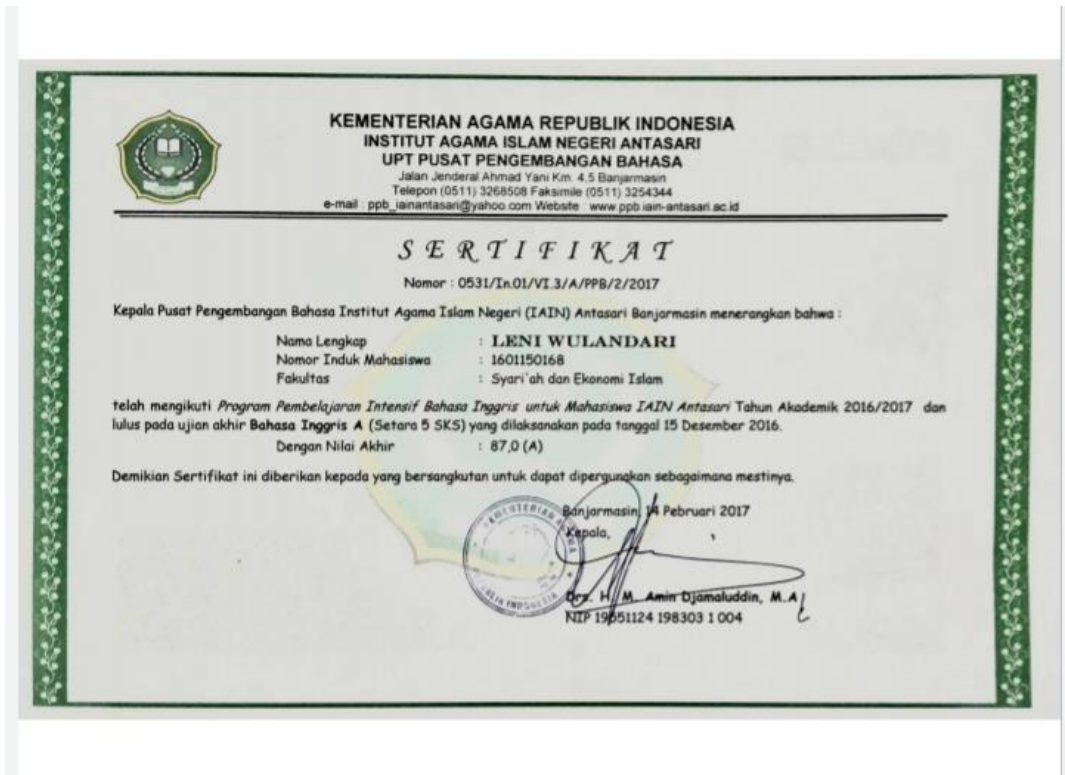 KEMENTERIAN AGAMA REPUBLIK INDONESIA
INSTITUT AGAMA ISLAM NEGERI ANTASARI
UPT PUSAT PENGEMBANGAN BAHASA
Jalan Jenderal Ahmad Yani Km. 4,5 Banjarmasin
Telepon (0511) 3268508 Faksimile (0511) 3254344
e-mail : ppb_iainantasari@yahoo.com Website : www.ppb.iain-antasari.ac.id
SERTIFIKAT
Nomor : 0531/In.01/VI.3/A/PPB/2/2017
Kepala Pusat Pengembangan Bahasa Institut Agama Islam Negeri (IAIN) Antasari Banjarmasin menerangkan bahwa :
Nama Lengkap : LENI WULANDARI
Nomor Induk Mahasiswa : 1601150168
Fakultas : Syari'ah dan Ekonomi Islam
telah mengikuti Program Pembelajaran Intensif Bahasa Inggris untuk Mahasiswa IAIN Antasari Tahun Akademik 2016/2017 dan
lulus pada ujian akhir Bahasa Inggris A (Setara 5 SKS) yang dilaksanakan pada tanggal 15 Desember 2016.
Dengan Nilai Akhir : 87,0 (A)
Demikian Sertifikat ini diberikan kepada yang bersangkutan untuk dapat dipergunakan sebagaimana mestinya.
Banjarmasin, 14 Pebruari 2017
Kepala,
KEMENTERIAN AGAMA
INDONESIA
Drs. H. M. Amin Djamaluddin, M.A
NIP 19651124 198303 1 004